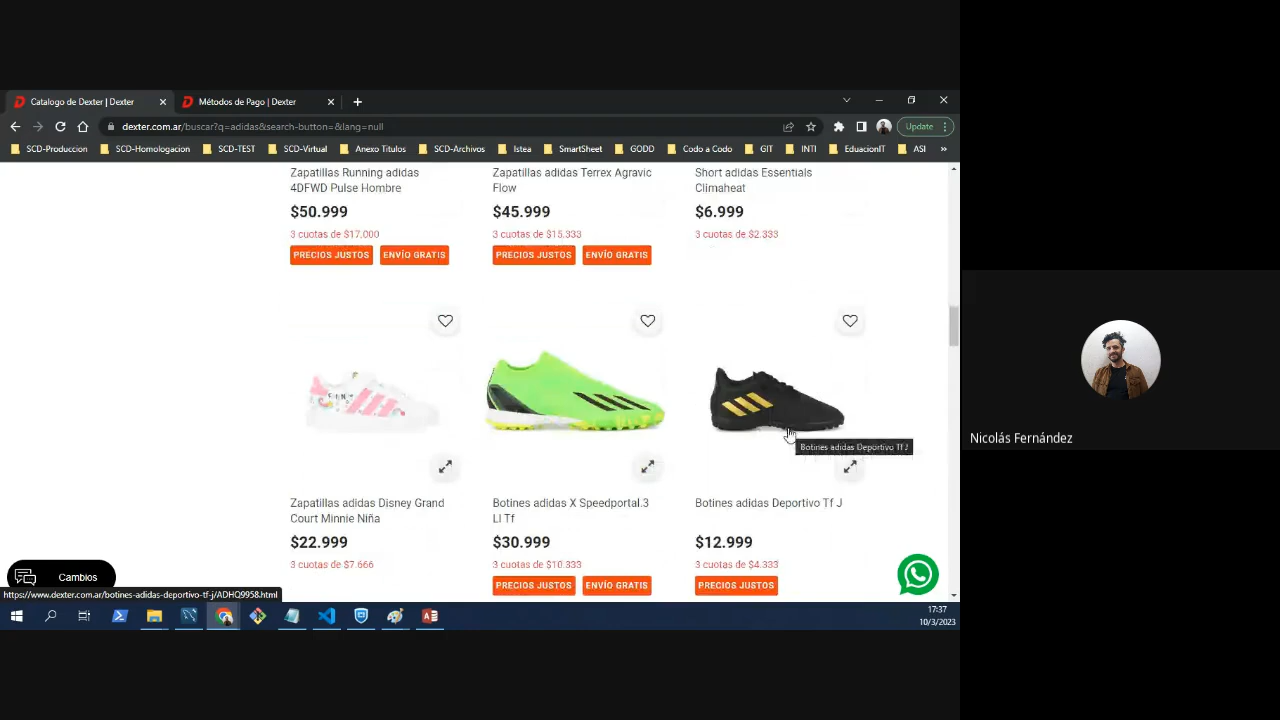 Catalogo de Dexter | Dexter
Métodos de Pago | Dexter
dexter.com.ar/buscar?q=adidas&search-button=&lang=null
Update
SCD-Produccion SCD-Homologacion SCD-TEST SCD-Virtual Anexo Titulos SCD-Archivos Istea SmartSheet GODD Codo a Codo GIT INTI EduacionIT ASI »
Zapatillas Running adidas
4DFWD Pulse Hombre
$50.999
3 cuotas de $17.000
PRECIOS JUSTOS ENVÍO GRATIS
Zapatillas adidas Terrex Agravic
Flow
$45.999
3 cuotas de $15.333
PRECIOS JUSTOS ENVÍO GRATIS
Short adidas Essentials
Climaheat
$6.999
3 cuotas de $2.333
Botines adidas Deportivo Tf J
Zapatillas adidas Disney Grand
Court Minnie Niña
$22.999
3 cuotas de $7.666
Botines adidas X Speedportal.3
Ll Tf
$30.999
3 cuotas de $10.333
PRECIOS JUSTOS ENVÍO GRATIS
Botines adidas Deportivo Tf J
$12.999
3 cuotas de $4.333
PRECIOS JUSTOS
Cambios
https://www.dexter.com.ar/botines-adidas-deportivo-tf-j/ADHQ9958.html
17:37
10/3/2023
Nicolás Fernández